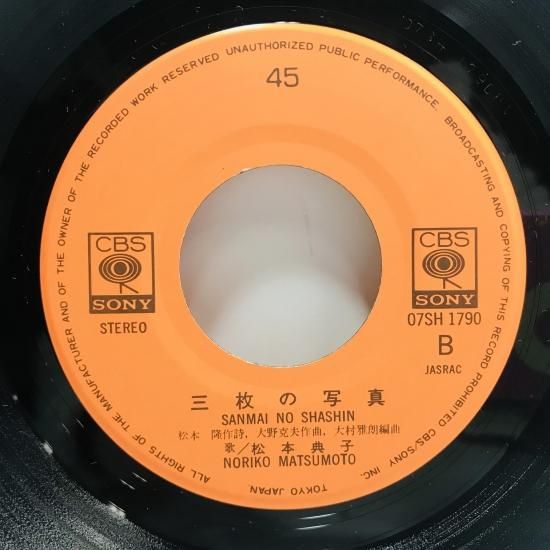 ALL RIGHTS OF THE MANUFACTURER AND OF THE OWNER OF THE RECORDED WORK RESERVED UNAUTHORIZED PUBLIC PERFORMANCE. BROADCASTING AND COPYING OF THIS RECORD PROHIBITED CBS/SONY INC. TOKYO JAPAN.
45
CBS
SONY
STEREO
CBS
SONY
07SH 1790
B
JASRAC
三枚の写真
SANMAI NO SHASHIN
松本 隆作詩、大野克夫作曲、大村雅朗編曲
歌/松本典子
NORIKO MATSUMOTO